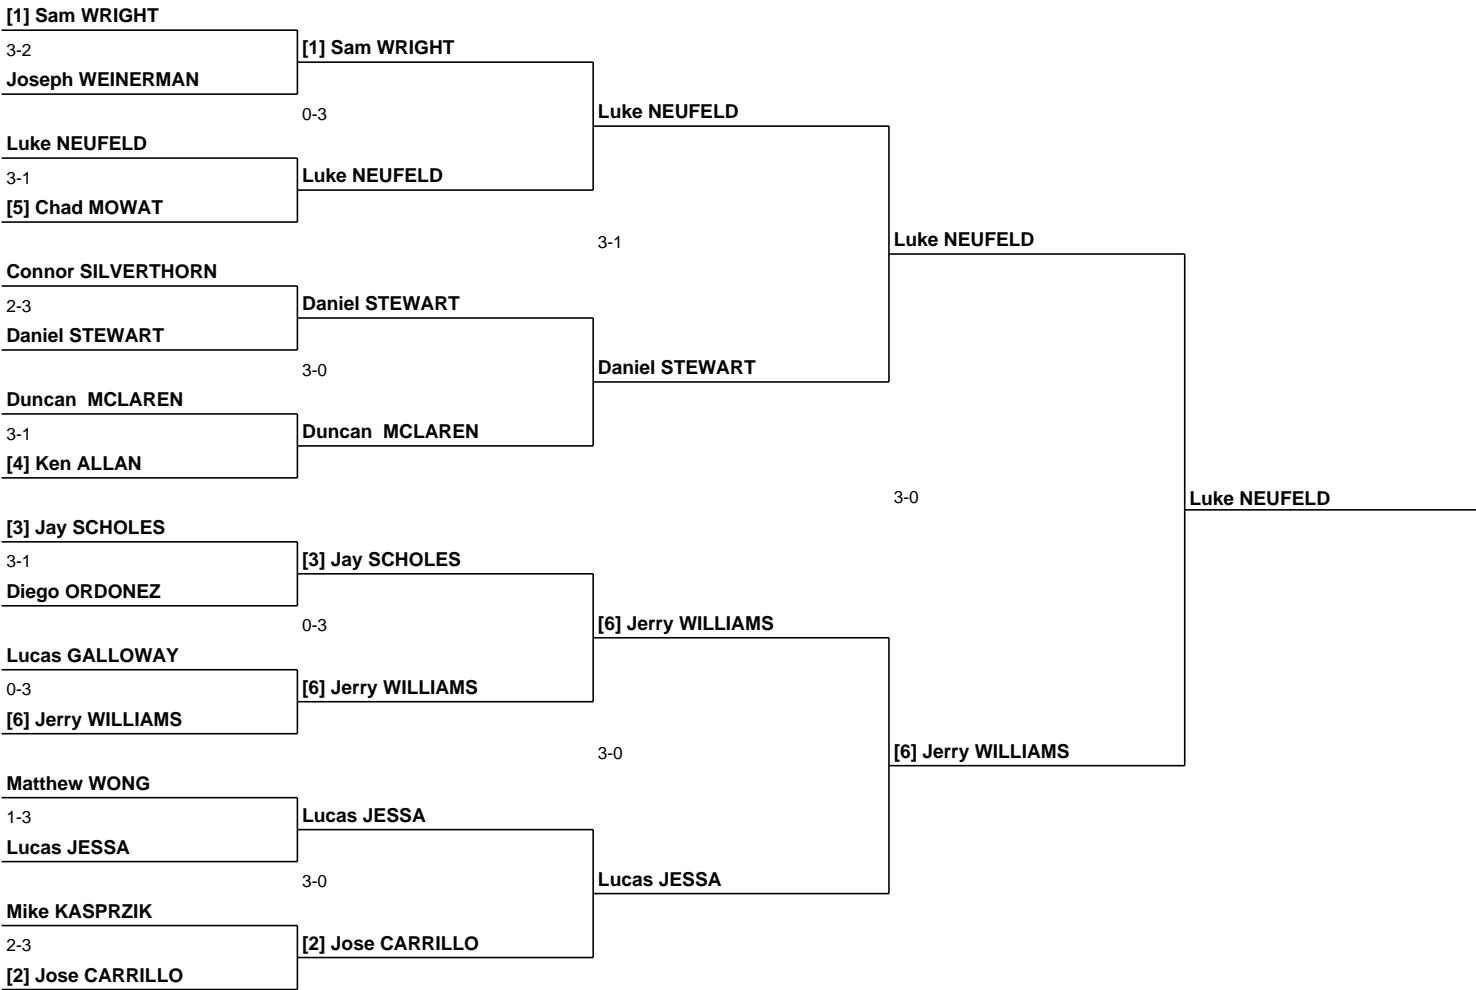 [1] Sam WRIGHT
3-2
Joseph WEINERMAN
Luke NEUFELD
3-1
[5] Chad MOWAT
Connor SILVERTHORN
2-3
Daniel STEWART
Duncan  MCLAREN
3-1
[4] Ken ALLAN
[3] Jay SCHOLES
3-1
Diego ORDONEZ
Lucas GALLOWAY
0-3
[6] Jerry WILLIAMS
Matthew WONG
1-3
Lucas JESSA
Mike KASPRZIK
2-3
[2] Jose CARRILLO
[1] Sam WRIGHT
0-3
Luke NEUFELD
Daniel STEWART
3-0
Duncan  MCLAREN
[3] Jay SCHOLES
0-3
[6] Jerry WILLIAMS
Lucas JESSA
3-0
[2] Jose CARRILLO
Luke NEUFELD
3-1
Daniel STEWART
[6] Jerry WILLIAMS
3-0
Lucas JESSA
Luke NEUFELD
3-0
[6] Jerry WILLIAMS
Luke NEUFELD